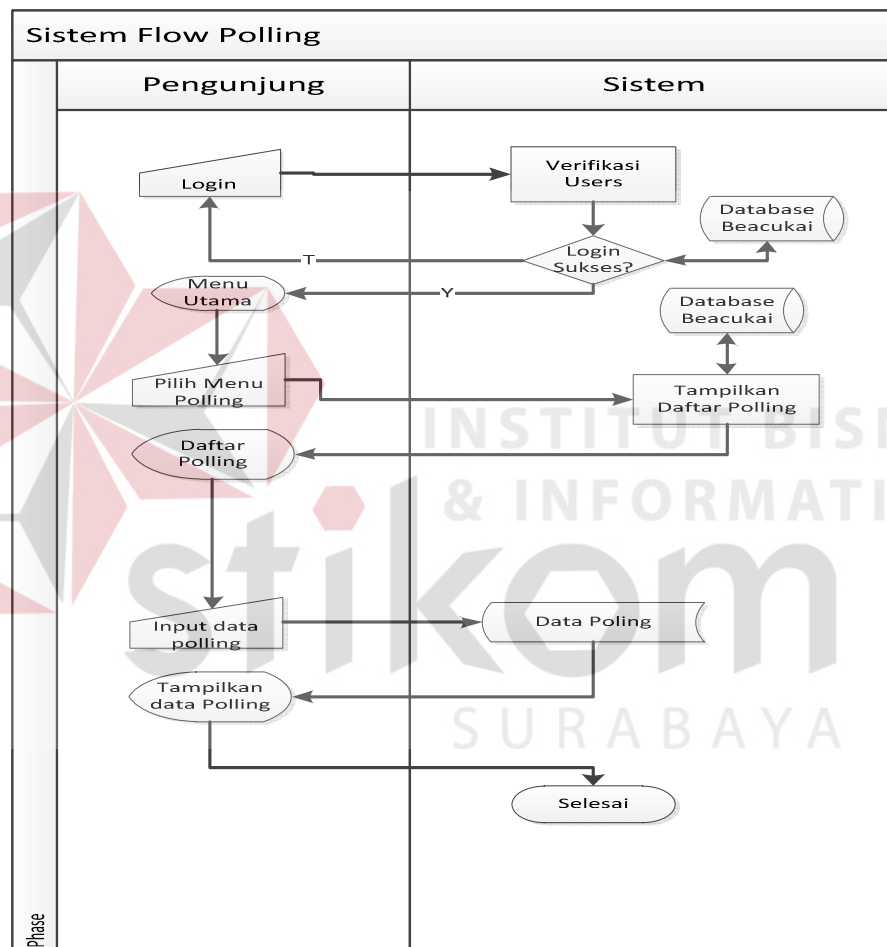 Sistem Flow Polling
Pengunjung
Sistem
Login
Verifikasi
Users
Database
Beacukai
Login
Sukses?
T
Menu
Utama
Y
Database
Beacukai
Pilih Menu
Polling
Tampilkan
Daftar Polling
Daftar
Polling
INSTITUT BISI
& INFORMATI
stikom
SURABAYA
Input data
polling
Data Poling
Tampilkan
data Polling
Selesai
Phase